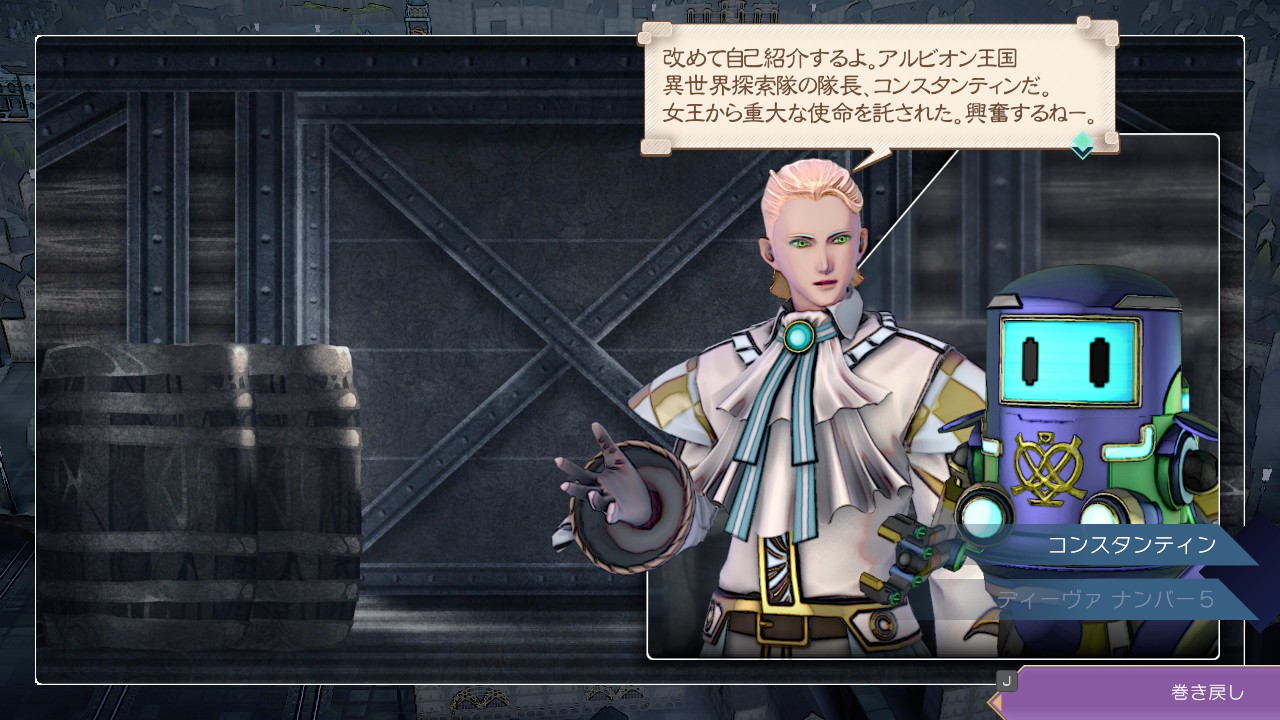 改めて自己紹介するよ。アルビオン王国
異世界探索隊の隊長、コンスタンティンだ。
女王から重大な使命を託された。興奮するねー。
コンスタンティン
ディーヴァ ナンバー5
J
巻き戻し